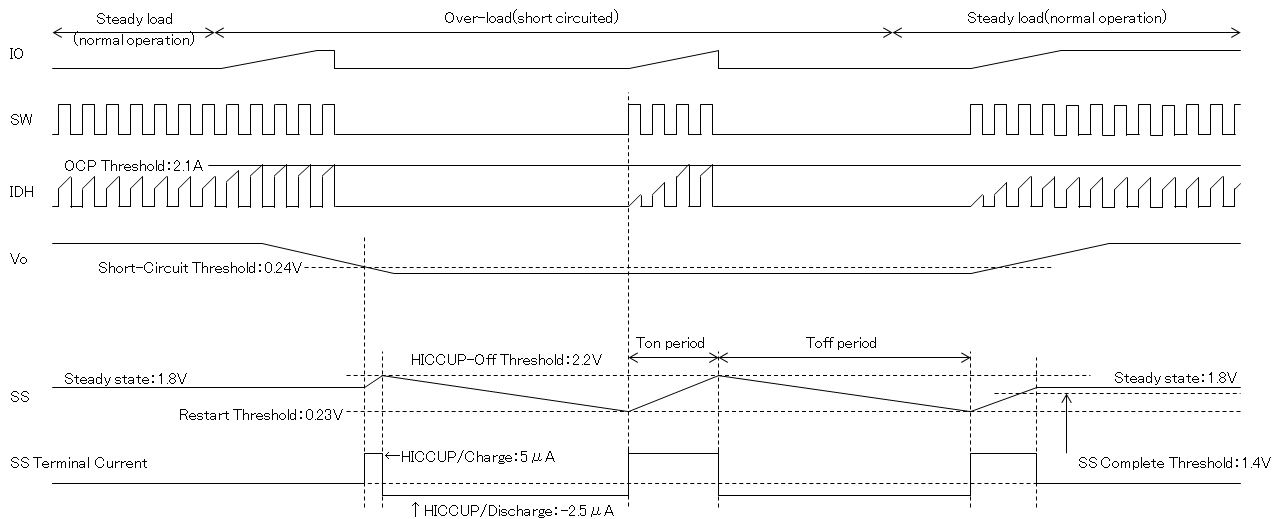 Steady load
(normal operation)
Over-load(short circuited)
Steady load(normal operation)
IO
SW
OCP Threshold:2.1A
IDH
Vo
Short-Circuit Threshold:0.24V
Ton period
Toff period
HICCUP-Off Threshold:2.2V
Steady state:1.8V
Steady state:1.8V
SS
Restart Threshold:0.23V
SS Terminal Current
←HICCUP/Charge:5μA
SS Complete Threshold:1.4V
↑HICCUP/Discharge:-2.5μA